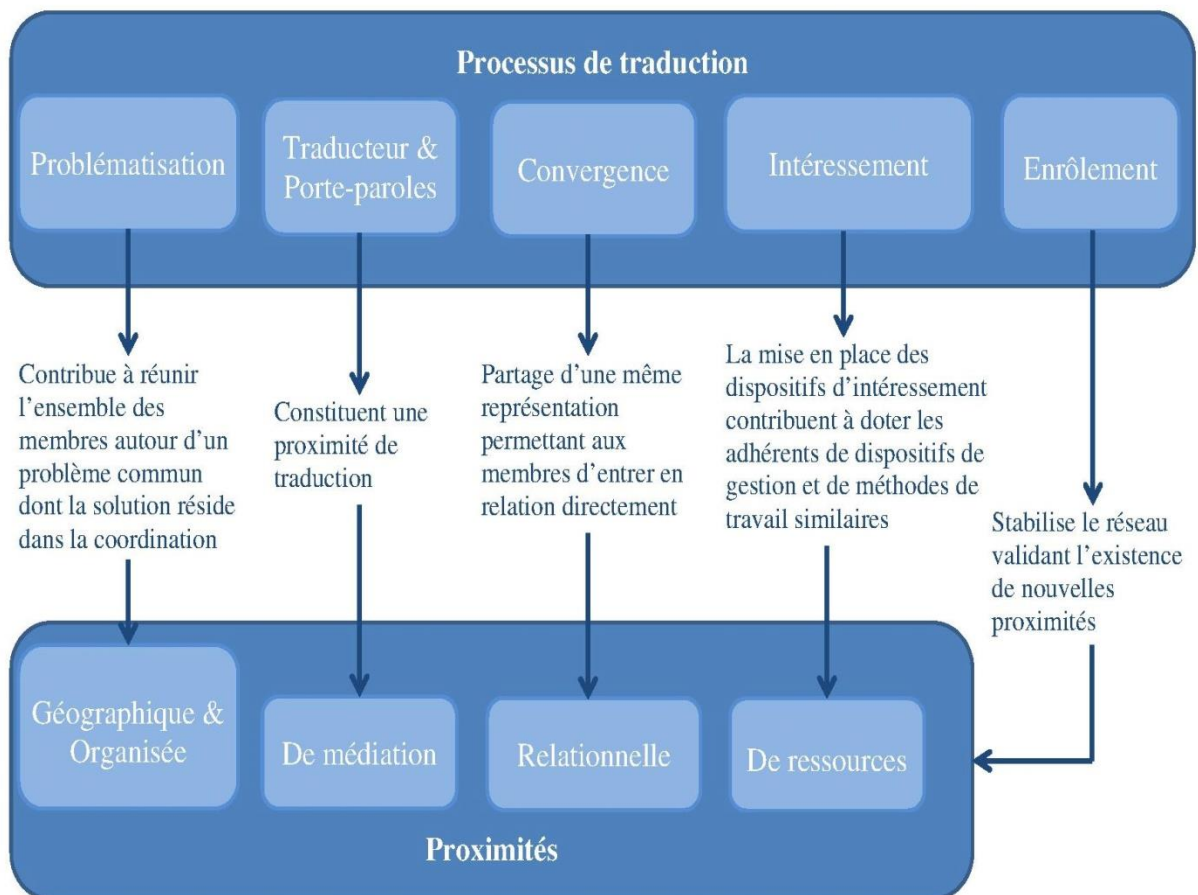 Processus de traduction
Problématisation
Traducteur &
Porte-paroles
Convergence
Intéressement
Enrôlement
Contribue à réunir
l'ensemble des
membres autour d'un
problème commun
dont la solution réside
dans la coordination
Constituent une
proximité de
traduction
Partage d'une même
représentation
permettant aux
membres d'entrer en
relation directement
La mise en place des
dispositifs d'intéressement
contribuent à doter les
adhérents de dispositifs de
gestion et de méthodes de
travail similaires
Stabilise le réseau
validant l'existence
de nouvelles
proximités
Géographique &
Organisée
De médiation
Relationnelle
De ressources
Proximités